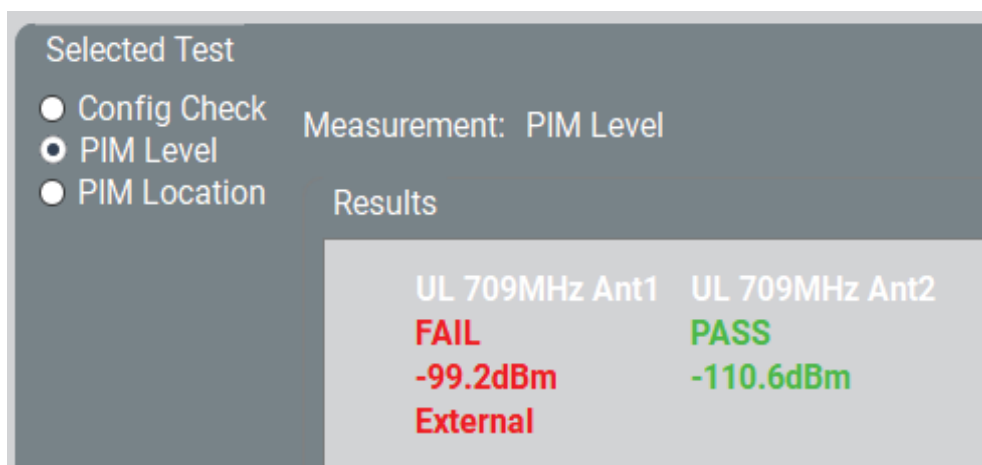 Selected Test
Config Check
PIM Level
PIM Location
Measurement: PIM Level
Results
UL 709MHz Ant1 UL 709MHz Ant2
FAIL PASS
-99.2dBm -110.6dBm
External